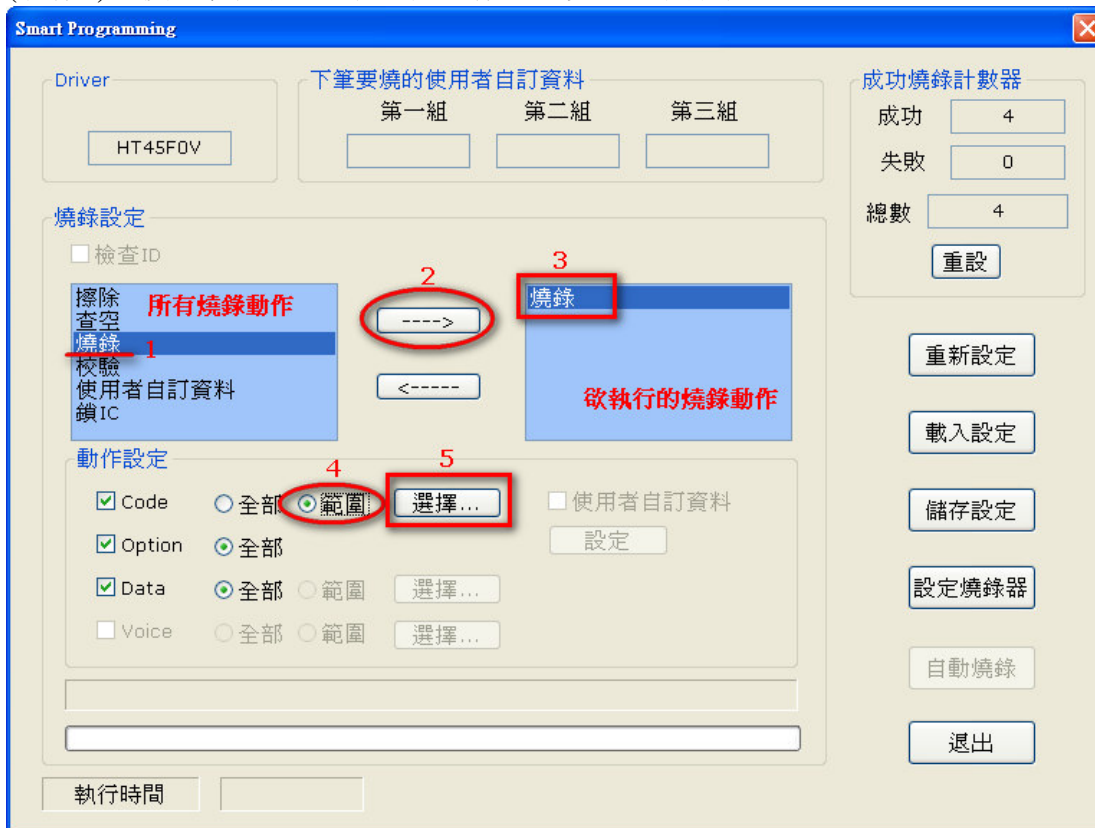 Smart Programming
Driver
HT45F0V
下筆要燒的使用者自訂資料
第一組 第二組 第三組
成功燒錄計數器
成功 4
失敗 0
總數 4
重設
燒錄設定
檢查ID
擦除
查空
燒錄
校驗
使用者自訂資料
鎖IC
所有燒錄動作
1
2
---->
<-----
3
燒錄
欲執行的燒錄動作
動作設定
4
5
Code 全部 範圍 選擇...
Option 全部
Data 全部 範圍 選擇...
Voice 全部 範圍 選擇...
使用者自訂資料
設定
重新設定
載入設定
儲存設定
設定燒錄器
自動燒錄
退出
執行時間